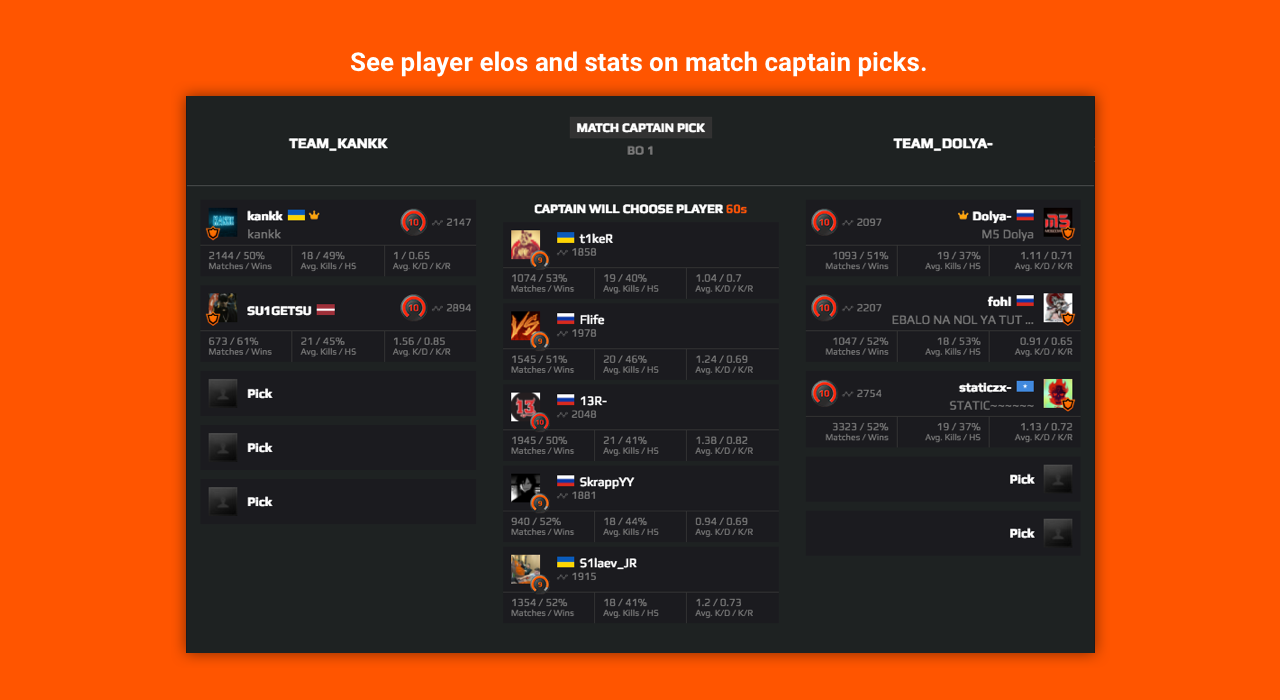 See player elos and stats on match captain picks.
TEAM_KANKK
MATCH CAPTAIN PICK
BO 1
TEAM_DOLYA-
kankk
10
2147
kankk
2144 / 50%
18 / 49%
1 / 0.65
Matches / Wins
Avg. Kills / HS
Avg. K/D / K/R
SU1GETSU
10
2894
673 / 61%
21 / 45%
1.56 / 0.85
Matches / Wins
Avg. Kills / HS
Avg. K/D / K/R
Pick
Pick
Pick
CAPTAIN WILL CHOOSE PLAYER 60s
t1keR
1858
9
1074 / 53%
19 / 40%
1.04 / 0.7
Matches / Wins
Avg. Kills / HS
Avg. K/D / K/R
VS
Flife
1978
9
1545 / 51%
20 / 46%
1.24 / 0.69
Matches / Wins
Avg. Kills / HS
Avg. K/D / K/R
13
13R-
2048
10
1945 / 50%
21 / 41%
1.38 / 0.82
Matches / Wins
Avg. Kills / HS
Avg. K/D / K/R
SkrappYY
1881
9
940 / 52%
18 / 44%
0.94 / 0.69
Matches / Wins
Avg. Kills / HS
Avg. K/D / K/R
S1laev_JR
1915
9
1354 / 52%
18 / 41%
1.2 / 0.73
Matches / Wins
Avg. Kills / HS
Avg. K/D / K/R
10
2097
Dolya-
M5 Dolya
M5
1093 / 51%
19 / 37%
1.11 / 0.71
Matches / Wins
Avg. Kills / HS
Avg. K/D / K/R
10
2207
fohl
EBALO NA NOL YA TUT ...
1047 / 52%
18 / 53%
0.91 / 0.65
Matches / Wins
Avg. Kills / HS
Avg. K/D / K/R
10
2754
staticzx-
STATIC~~~~~~
3323 / 52%
19 / 37%
1.13 / 0.72
Matches / Wins
Avg. Kills / HS
Avg. K/D / K/R
Pick
Pick